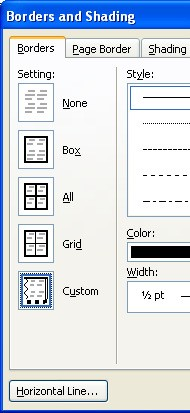 Borders and Shading
Borders Page Border Shading
Setting: Style:
None
Box
All
Grid
Custom
Color:
Width:
½ pt
Horizontal Line...